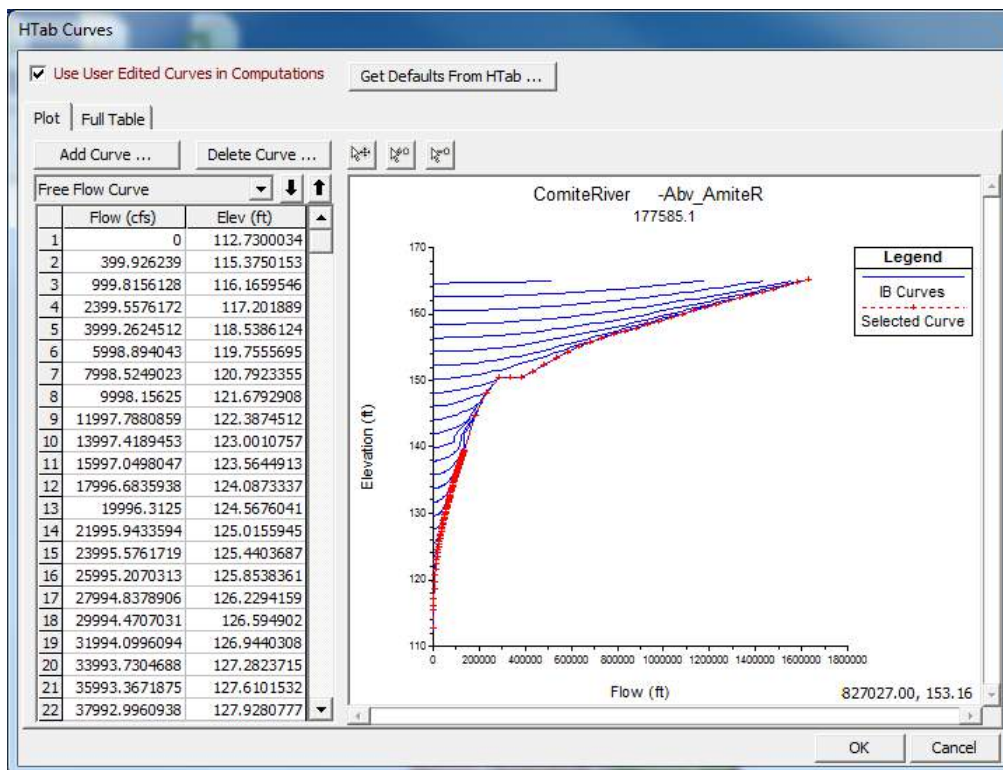 HTab Curves
Use User Edited Curves in Computations
Get Defaults From HTab ...
Plot Full Table
Add Curve ... Delete Curve ...
Free Flow Curve
Flow (cfs) Elev (ft)
1 0 112.7300034
2 399.926239 115.3750153
3 999.8156128 116.1659546
4 2399.5576172 117.201889
5 3999.2624512 118.5386124
6 5998.894043 119.7555695
7 7998.5249023 120.7923355
8 9998.15625 121.6792908
9 11997.7880859 122.3874512
10 13997.4189453 123.0010757
11 15997.0498047 123.5644913
12 17996.6835938 124.0873337
13 19996.3125 124.5676041
14 21995.9433594 125.0155945
15 23995.5761719 125.4403687
16 25995.2070313 125.8538361
17 27994.8378906 126.2294159
18 29994.4707031 126.594902
19 31994.0996094 126.9440308
20 33993.7304688 127.2823715
21 35993.3671875 127.6101532
22 37992.9960938 127.9280777
ComiteRiver -Abv_AmiteR
177585.1
170
160
150
140
130
120
110
Elevation (ft)
0 200000 400000 600000 800000 1000000 1200000 1400000 1600000 1800000
Flow (ft)
Legend
IB Curves
Selected Curve
827027.00, 153.16
OK Cancel